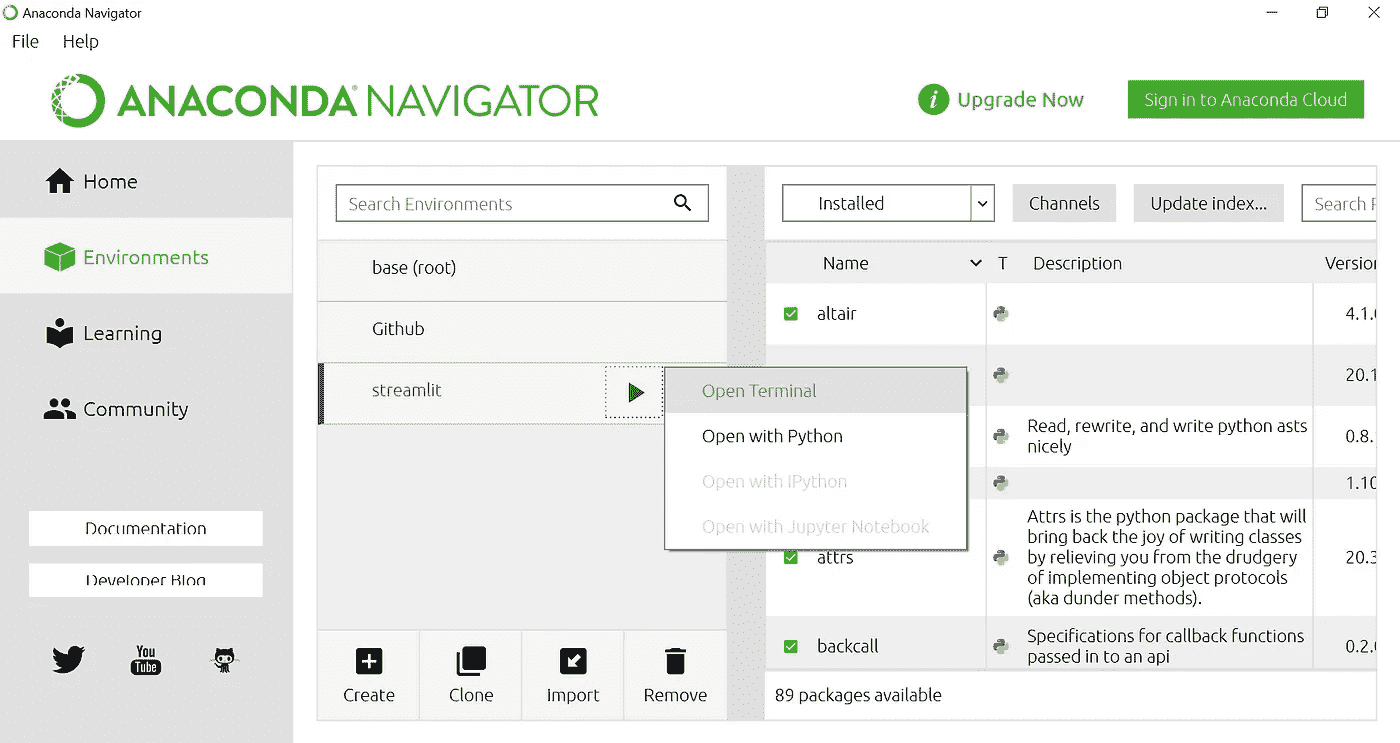 Anaconda Navigator
File Help
ANACONDA NAVIGATOR
i Upgrade Now
Sign in to Anaconda Cloud
Home
Environments
Learning
Community
Documentation
Developer Blog
You Tube
Search Environments
base (root)
Github
streamlit
Open Terminal
Open with Python
Open with IPython
Open with Jupyter Notebook
Create Clone Import Remove
Installed Channels Update index... Search
Name T Description Version
altair 4.1.
20.1
Read, rewrite, and write python asts
nicely
0.8.
1.10
attrs
Attrs is the python package that will
bring back the joy of writing classes
by relieving you from the drudgery
of implementing object protocols
(aka dunder methods).
20.3
backcall
Specifications for callback functions
passed in to an api
0.2.
89 packages available